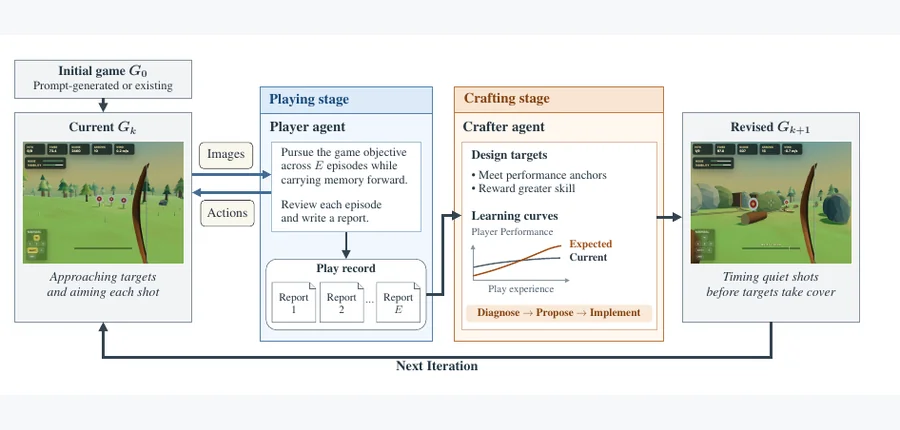 Initial game G0
Prompt-generated or existing
Current Gk
Approaching targets
and aiming each shot
Images
Actions
Playing stage
Player agent
Pursue the game objective
across E episodes while
carrying memory forward.
Review each episode
and write a report.
Play record
Report
1
Report
2
...
Report
E
Crafting stage
Crafter agent
Design targets
• Meet performance anchors
• Reward greater skill
Learning curves
Player Performance
Expected
Current
Play experience
Diagnose → Propose → Implement
Revised Gk+1
Timing quiet shots
before targets take cover
Next Iteration